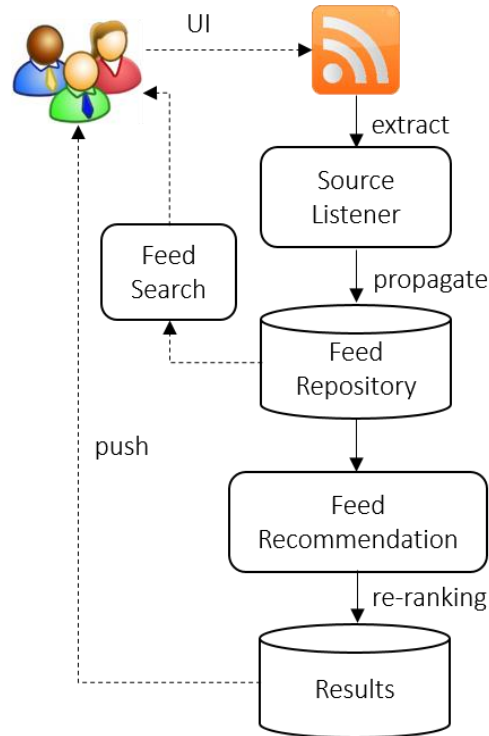 UI
extract
Source
Listener
propagate
Feed
Search
Feed
Repository
push
Feed
Recommendation
re-ranking
Results